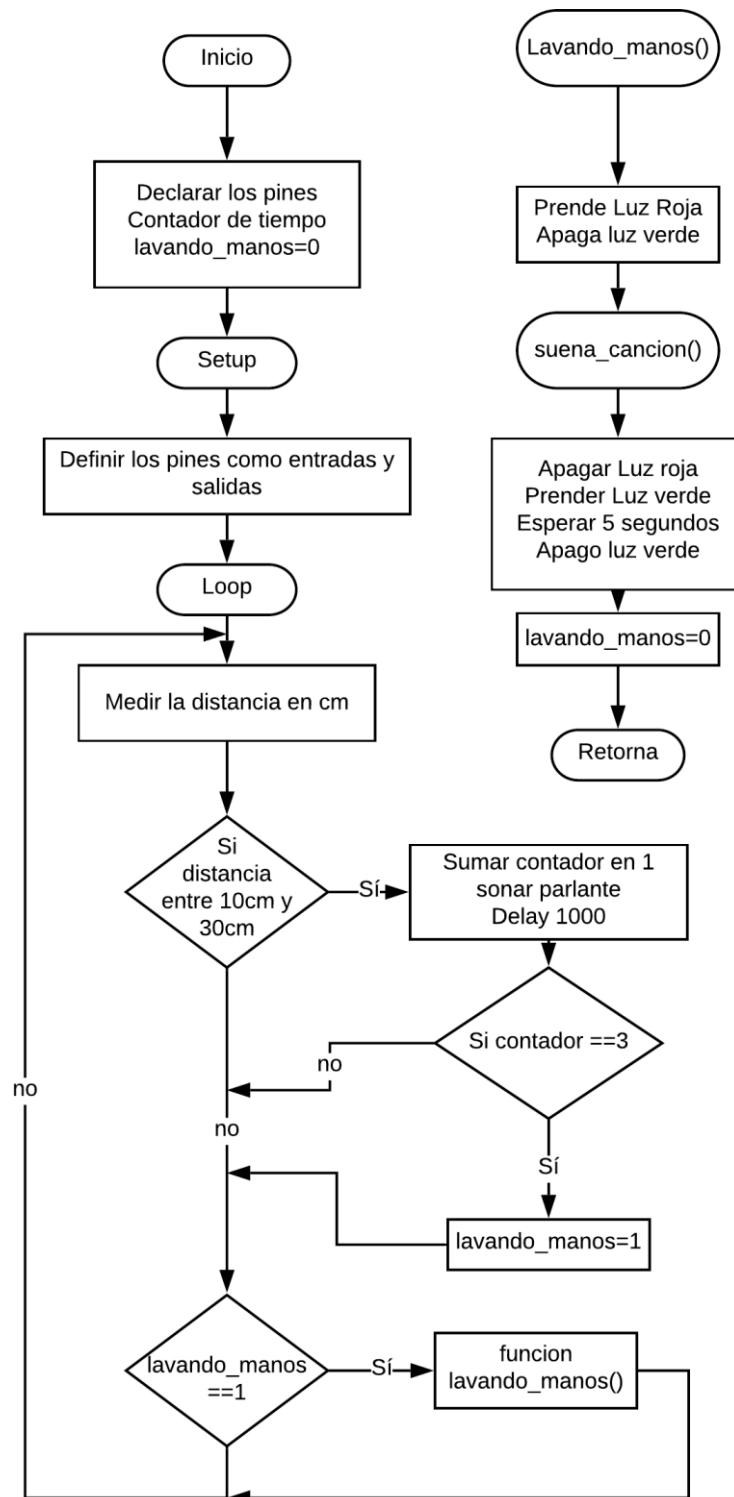 Inicio
Declarar los pines
Contador de tiempo
lavando_manos=0
Setup
Definir los pines como entradas y
salidas
Loop
Medir la distancia en cm
Si
distancia
entre 10cm y
30cm
Sí
Sumar contador en 1
sonar parlante
Delay 1000
Si contador ==3
no
no
no
Sí
lavando_manos=1
lavando_manos
==1
Sí
funcion
lavando_manos()
Lavando_manos()
Prende Luz Roja
Apaga luz verde
suena_cancion()
Apagar Luz roja
Prender Luz verde
Esperar 5 segundos
Apago luz verde
lavando_manos=0
Retorna